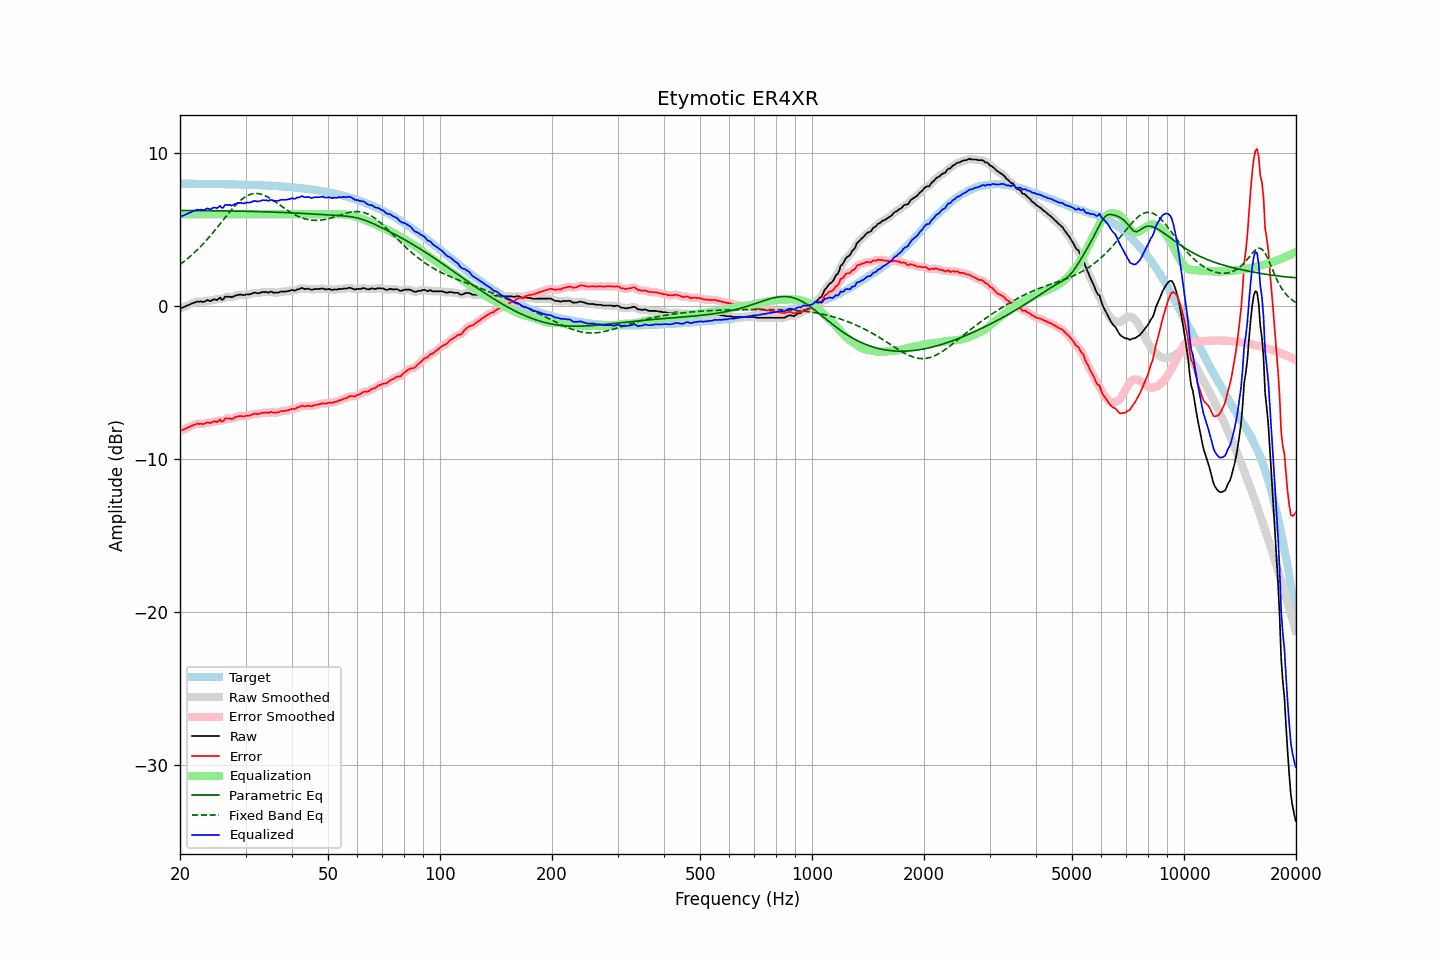 Etymotic ER4XR
Amplitude (dBr)
10
0
−10
−20
−30
Target
Raw Smoothed
Error Smoothed
Raw
Error
Equalization
Parametric Eq
Fixed Band Eq
Equalized
20 50 100 200 500 1000 2000 5000 10000 20000
Frequency (Hz)